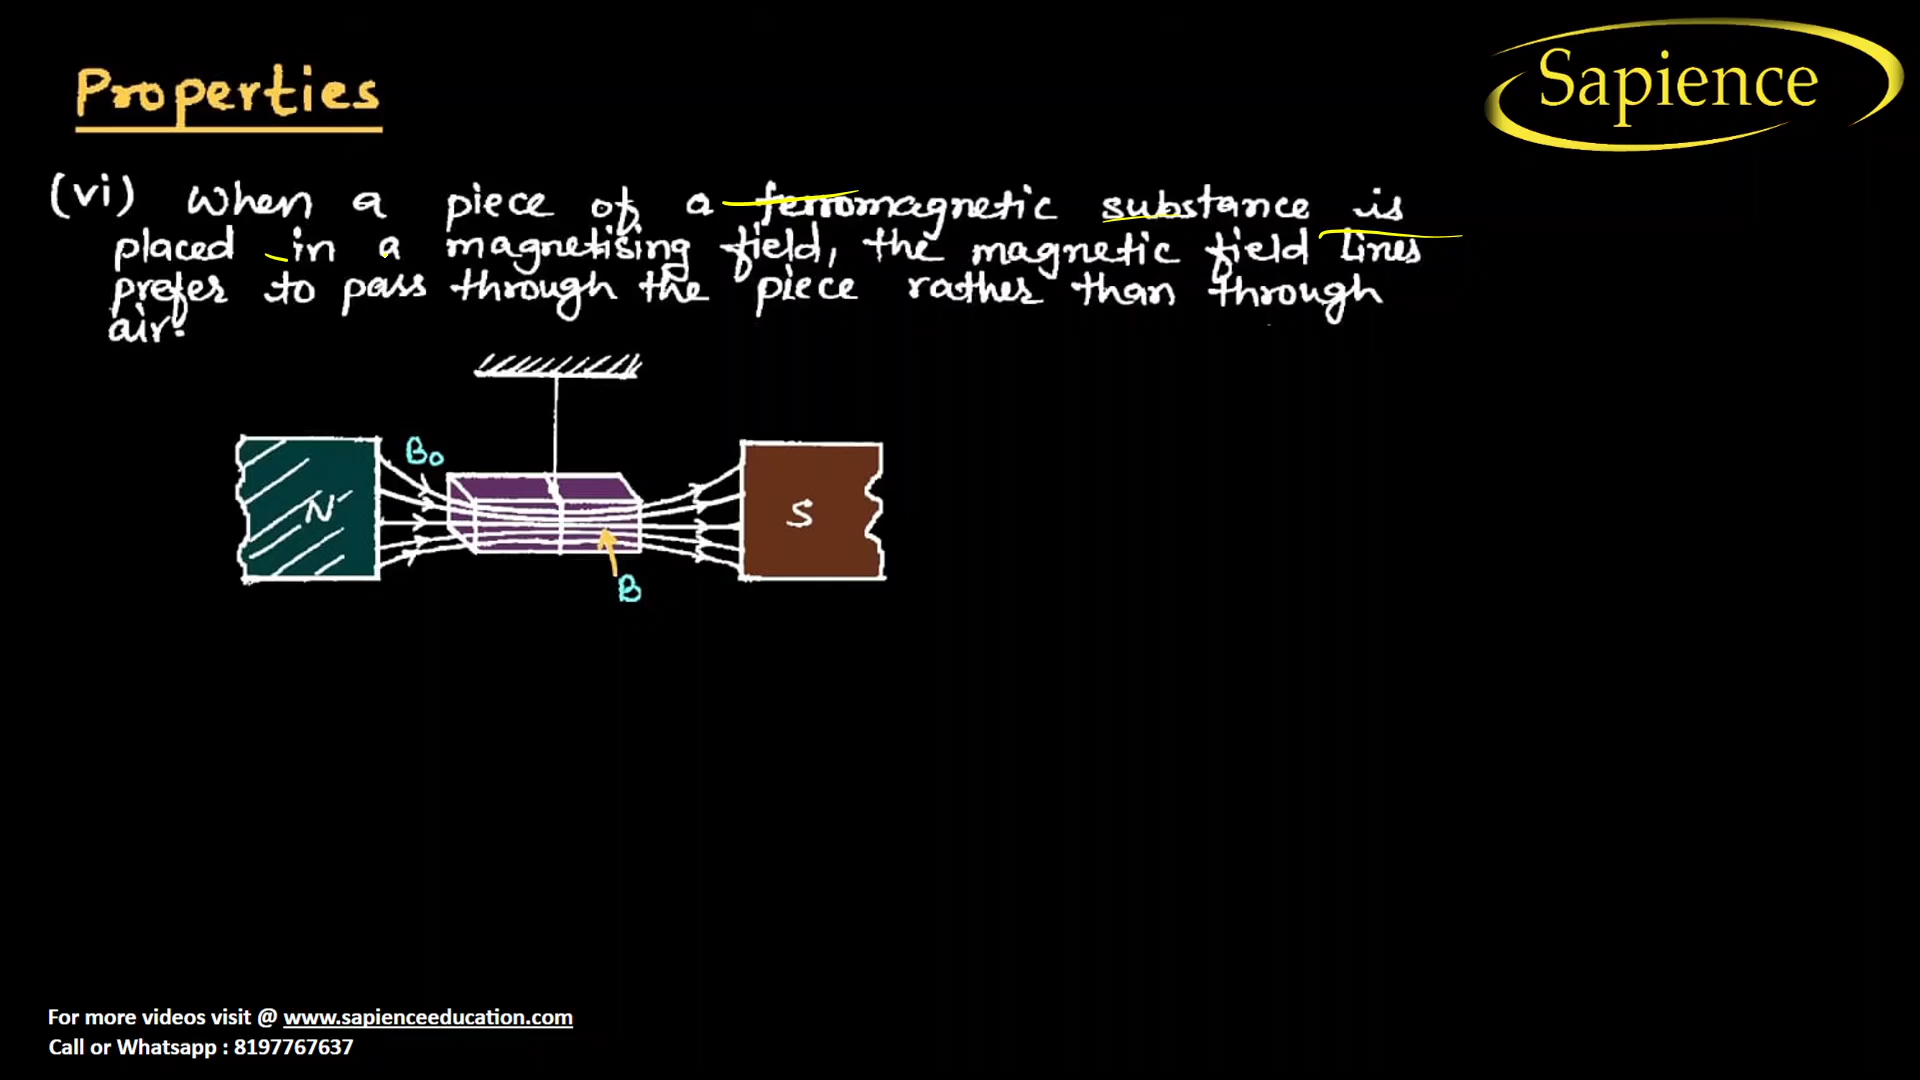 Properties
Sapience
(vi) When a piece of a ferromagnetic substance is
placed in a magnetising field, the magnetic field lines
prefer to pass through the piece rather than through
air.
B0
N
S
B
For more videos visit @ www.sapienceeducation.com
Call or Whatsapp : 8197767637